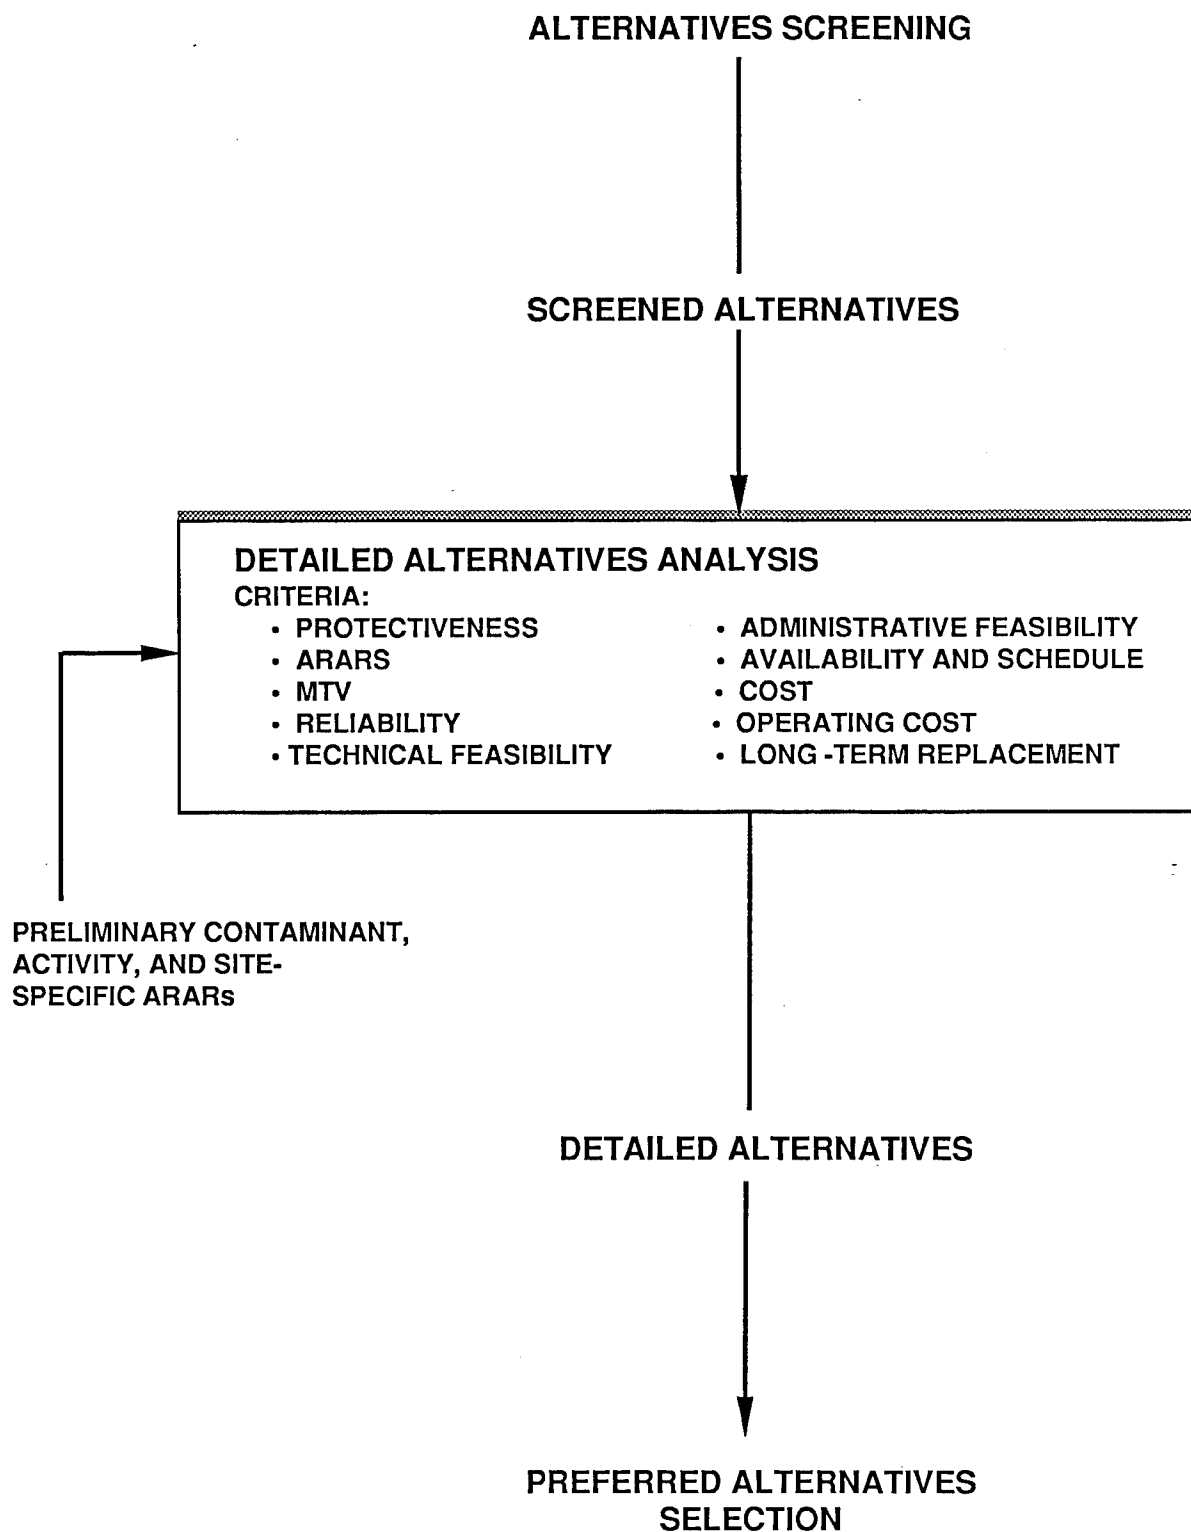 ALTERNATIVES SCREENING
SCREENED ALTERNATIVES
DETAILED ALTERNATIVES ANALYSIS
CRITERIA:
• PROTECTIVENESS
• ARARS
• MTV
• RELIABILITY
• TECHNICAL FEASIBILITY
• ADMINISTRATIVE FEASIBILITY
• AVAILABILITY AND SCHEDULE
• COST
• OPERATING COST
• LONG -TERM REPLACEMENT
PRELIMINARY CONTAMINANT,
ACTIVITY, AND SITE-
SPECIFIC ARARs
DETAILED ALTERNATIVES
PREFERRED ALTERNATIVES
SELECTION